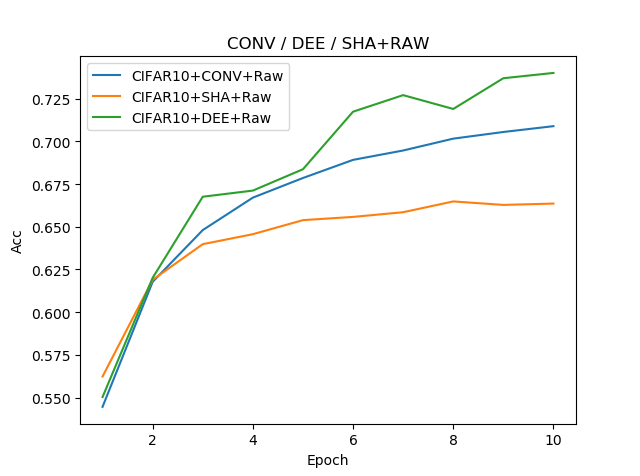 CONV / DEE / SHA+RAW
CIFAR10+CONV+Raw
CIFAR10+SHA+Raw
CIFAR10+DEE+Raw
Acc
0.725
0.700
0.675
0.650
0.625
0.600
0.575
0.550
2 4 6 8 10
Epoch